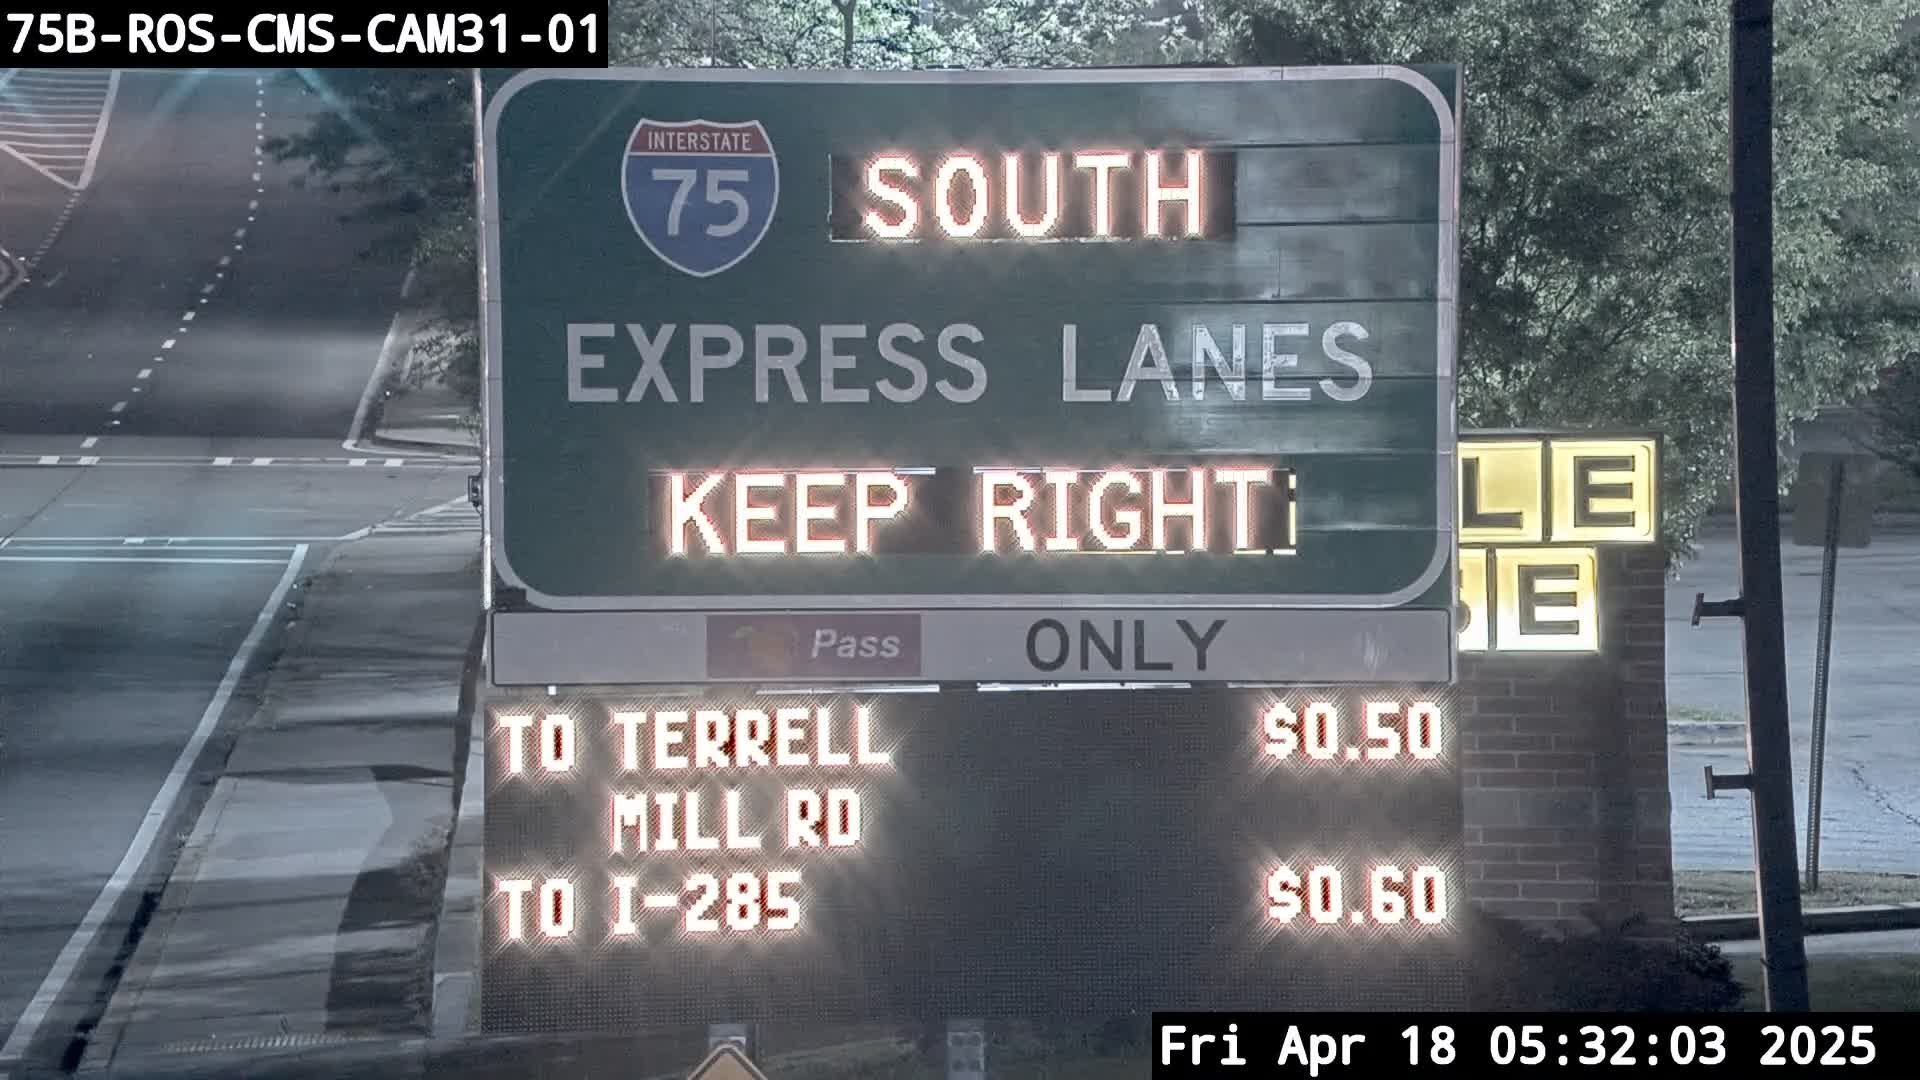 75B-ROS-CMS-CAM31-01
INTERSTATE
75
SOUTH
EXPRESS LANES
KEEP RIGHT
Pass ONLY
TO TERRELL $0.50
MILL RD
TO I-285 $0.60
LE
E
Fri Apr 18 05:32:03 2025